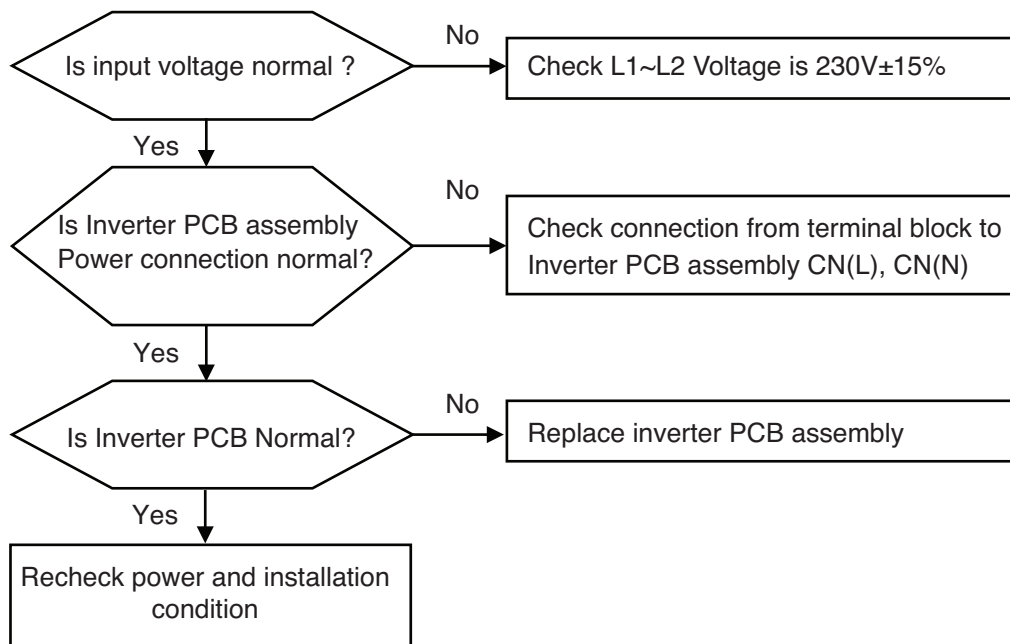 Is input voltage normal ?
No
Check L1~L2 Voltage is 230V±15%
Yes
Is Inverter PCB assembly
Power connection normal?
No
Check connection from terminal block to
Inverter PCB assembly CN(L), CN(N)
Yes
Is Inverter PCB Normal?
No
Replace inverter PCB assembly
Yes
Recheck power and installation
condition